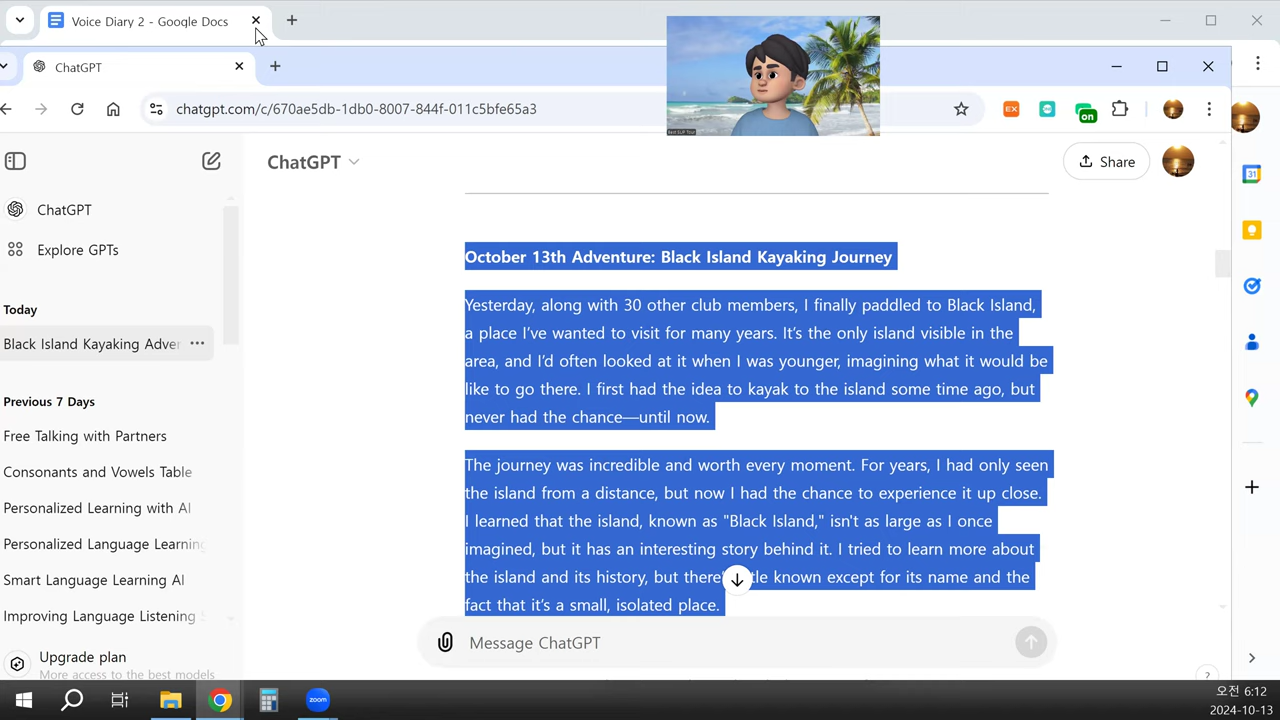 Voice Diary 2 - Google Docs
ChatGPT
chatgpt.com/c/670ae5db-1db0-8007-844f-011c5bfe65a3
EX
on
Best SUP Tour
ChatGPT
Share
ChatGPT
Explore GPTs
Today
Black Island Kayaking Adver
Previous 7 Days
Free Talking with Partners
Consonants and Vowels Table
Personalized Learning with AI
Personalized Language Learning
Smart Language Learning AI
Improving Language Listening S
Upgrade plan
More access to the best models
October 13th Adventure: Black Island Kayaking Journey
Yesterday, along with 30 other club members, I finally paddled to Black Island,
a place I've wanted to visit for many years. It's the only island visible in the
area, and I'd often looked at it when I was younger, imagining what it would be
like to go there. I first had the idea to kayak to the island some time ago, but
never had the chance—until now.
The journey was incredible and worth every moment. For years, I had only seen
the island from a distance, but now I had the chance to experience it up close.
I learned that the island, known as "Black Island," isn't as large as I once
imagined, but it has an interesting story behind it. I tried to learn more about
the island and its history, but there' tle known except for its name and the
fact that it's a small, isolated place.
Message ChatGPT
?
31
zoom
오전 6:12
2024-10-13